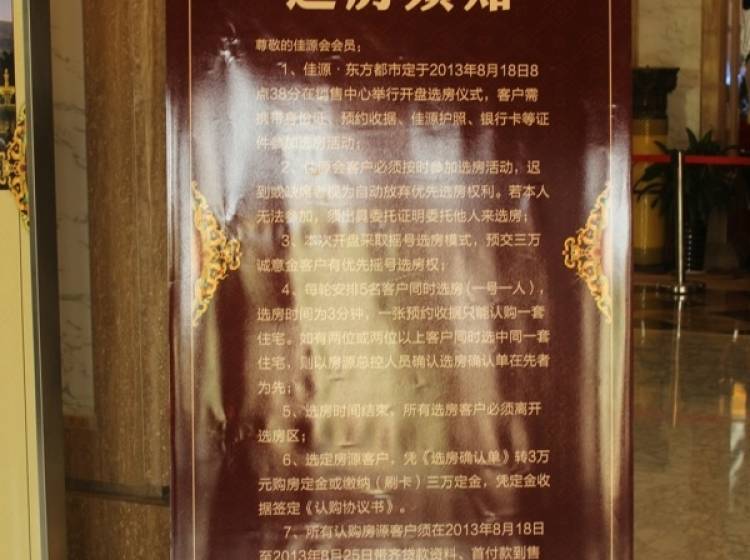 选房须知
尊敬的佳源会会员；
1、佳源·东方都市定于2013年8月18日8
点38分在销售中心举行开盘选房仪式，客户需
携带身份证、预约收据、佳源护照、银行卡等证
件参加选房活动；
2、佳源会客户必须按时参加选房活动，迟
到或缺席者视为自动放弃优先选房权利。若本人
无法参加，须出具委托证明委托他人来选房；
3、本次开盘采取摇号选房模式，预交三万
诚意金客户有优先摇号选房权；
4、每轮安排5名客户同时选房（一号一人），
选房时间为3分钟，一张预约收据只能认购一套
住宅。如有两位或两位以上客户同时选中同一套
住宅，则以房源总控人员确认选房确认单在先者
为先；
5、选房时间结束，所有选房客户必须离开
选房区；
6、选定房源客户，凭《选房确认单》转3万
元购房定金或缴纳（刷卡）三万定金，凭定金收
据签定《认购协议书》。
7、所有认购房源客户须在2013年8月18日
至2013年8月25日带齐贷款资料、首付款到售